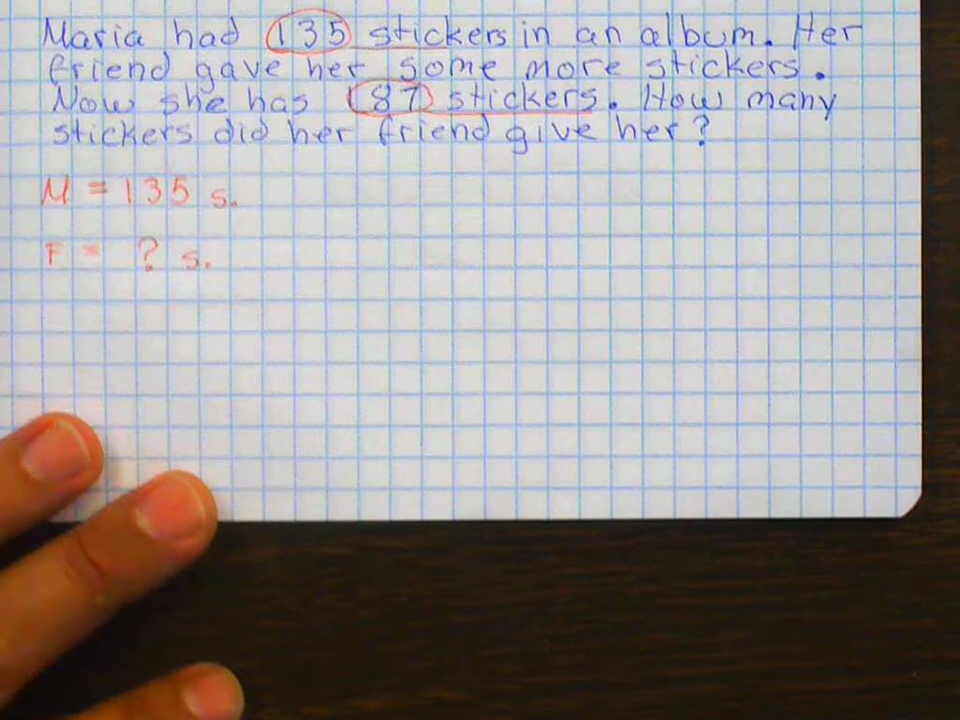 Maria had 135 stickers in an album. Her
friend gave her some more stickers.
Now she has 187 stickers. How many
stickers did her friend give her?
M = 135 s.
F = ? s.